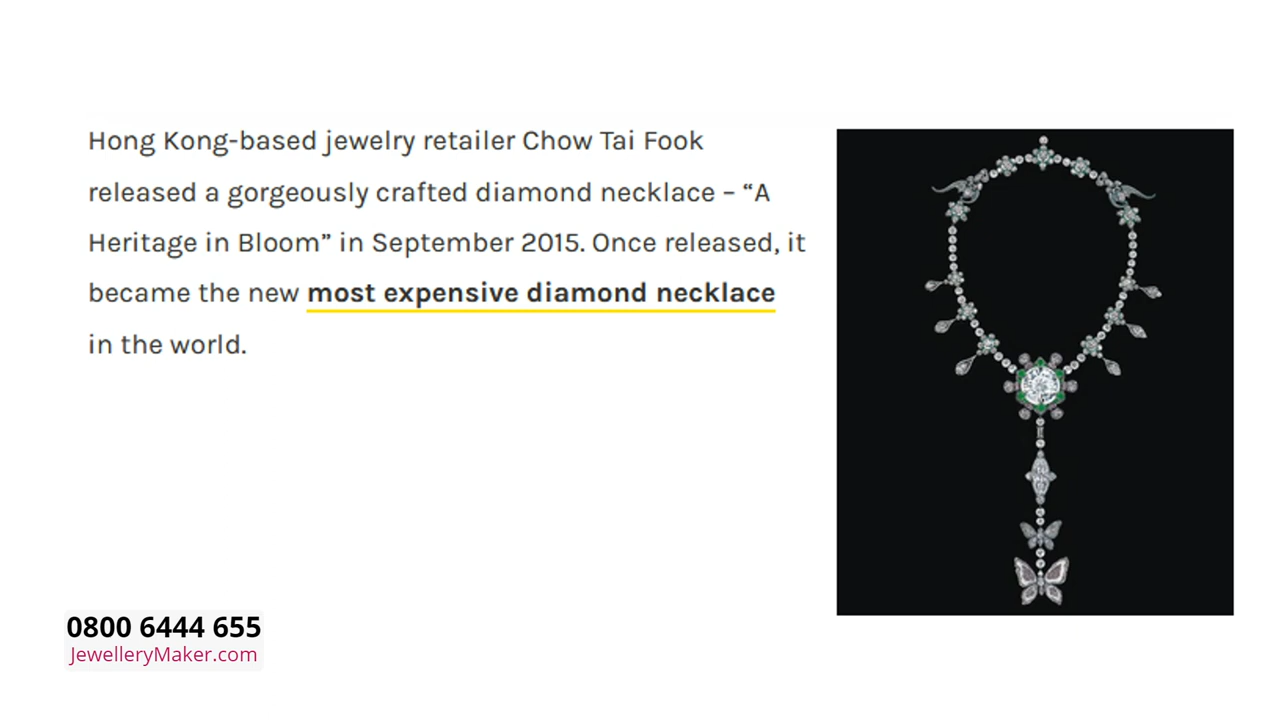 Hong Kong-based jewelry retailer Chow Tai Fook
released a gorgeously crafted diamond necklace – “A
Heritage in Bloom” in September 2015. Once released, it
became the new most expensive diamond necklace
in the world.
0800 6444 655
JewelleryMaker.com